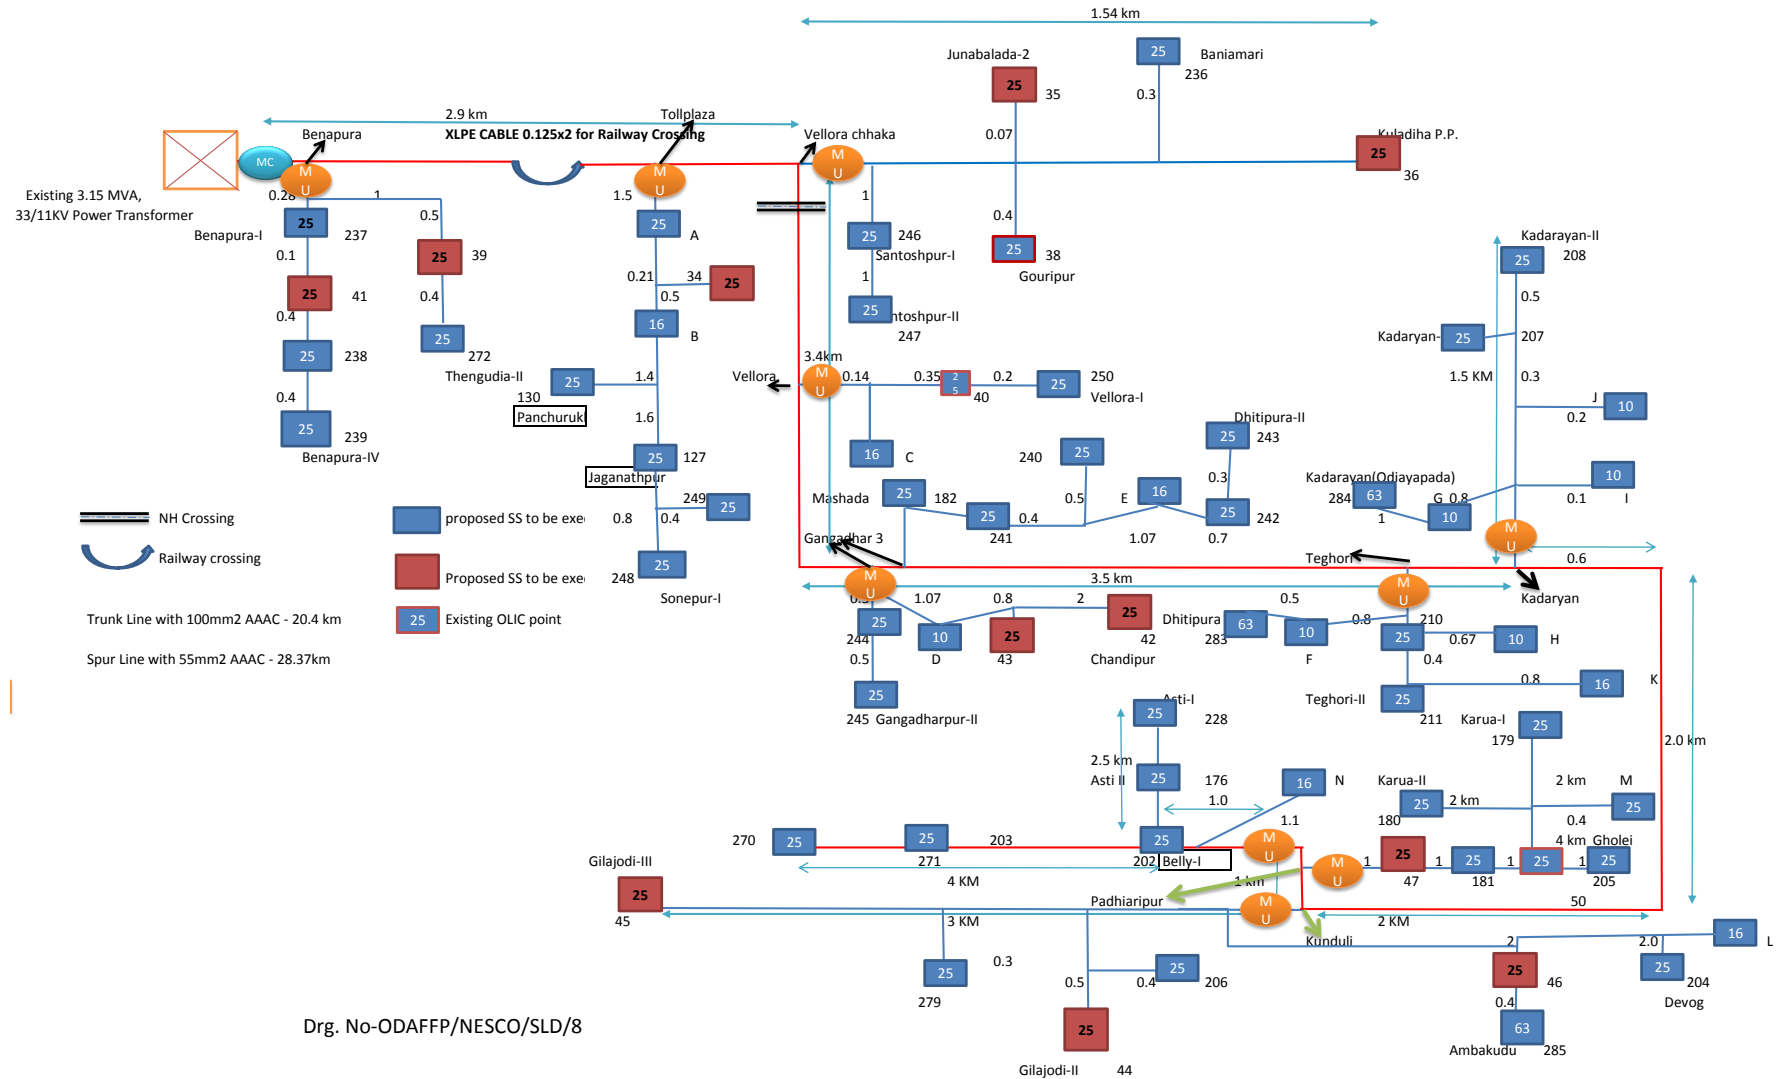 1.54 km
Junabalada-2
25
Baniamari
236
25
35
0.3
2.9 km
Tollplaza
Benapura
XLPE CABLE 0.125x2 for Railway Crossing
Vellora chhaka
0.07
Kuladiha P.P.
25
36
MC
M
U
M
U
M
U
Existing 3.15 MVA,
33/11KV Power Transformer
0.28
1
1.5
1
0.5
0.4
Benapura-I
25
237
25
A
25
246
Santoshpur-I
25
38
Gouripur
Kadarayan-II
25
208
0.1
25
39
0.21
34
25
1
25
41
0.4
0.5
25
ntoshpur-II
247
0.5
0.4
16
B
25
238
25
272
Kadaryan-
25
207
3.4km
Thengudia-II
25
1.4
Vellora
M
U
0.14
0.35
2
5
40
0.2
25
250
Vellora-I
1.5 KM
0.3
0.4
130
Panchurukl
1.6
J
10
0.2
25
239
Benapura-IV
Dhitipura-II
25
243
25
127
Jaganathpur
16
C
240
25
0.3
Kadarayan(Odiayapada)
63
284
G
0.8
10
1
10
0.1
I
249
25
Mashada
25
182
0.5
E
16
NH Crossing
proposed SS to be exe
0.8
0.4
25
241
0.4
1.07
0.7
25
242
Gangadhar 3
M
U
Railway crossing
Teghori
0.6
Proposed SS to be exe
248
25
Sonepur-I
M
U
3.5 km
M
U
Kadaryan
1.07
0.8
2
0.5
Trunk Line with 100mm2 AAAC - 20.4 km
25
Existing OLIC point
25
244
10
D
25
43
25
42
Chandipur
Dhitipura
63
283
10
F
0.8
210
25
0.67
10
H
Spur Line with 55mm2 AAAC - 28.37km
0.5
0.4
0.8
16
K
25
245
Gangadharpur-II
Teghori-II
25
211
Asti-I
25
228
Karua-I
25
179
2.0 km
2.5 km
Asti II
25
176
16
N
Karua-II
25
180
2 km
2 km
M
25
0.4
1.0
1.1
270
25
25
271
203
25
202
Belly-I
M
U
4 km
Gholei
Gilajodi-III
4 KM
1 km
M
U
1
25
47
1
25
181
1
25
1
25
205
25
45
Padhiaripur
M
U
50
3 KM
2 KM
Kunduli
2
2.0
16
L
25
279
0.3
0.5
0.4
25
206
25
46
25
204
Devog
0.4
Drg. No-ODAFFP/NESCO/SLD/8
25
Gilajodi-II
44
63
Ambakudu
285